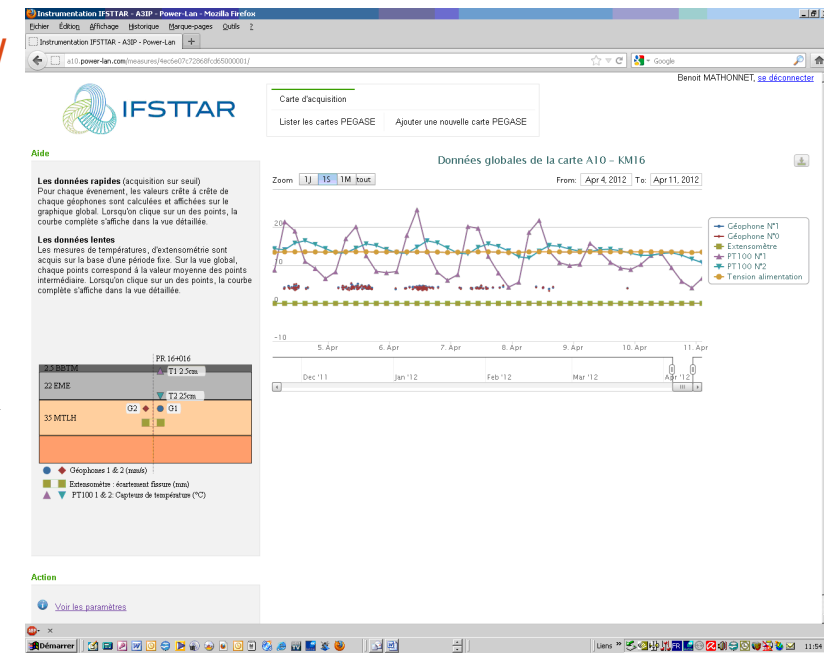 Instrumentation IFSTTAR - A3IP - Power-Lan - Mozilla Firefox
Fichier Édition Affichage Historique Marque-pages Outils ?
Instrumentation IFSTTAR - A3IP - Power-Lan
a10.power-lan.com/measures/4ec6e07c72868fcd65000001/
Google
Benoit MATHONNET, se déconnecter
IFSTTAR
Carte d'acquisition
Lister les cartes PEGASE Ajouter une nouvelle carte PEGASE
Aide
Les données rapides (acquisition sur seuil)
Pour chaque évenement, les valeurs crête á crête de
chaque géophones sont calculées et affichées sur le
graphique global. Lorsqu'on clique sur un des points, la
courbe complète s'affiche dans la vue détaillée.
Les données lentes
Les mesures de températures, d'extensométrie sont
acquis sur la base d'une période fixe. Sur la vue global,
chaque points correspond á la valeur moyenne des points
intermédiaire. Lorsqu'on clique sur un des points, la courbe
complète s'affiche dans la vue détaillée.
PR 16+016
2.5 BBTM
T1 2.5cm
22 EME
T2 25cm
G2 G1
35 MTLH
Géophones 1 & 2 (mm/s)
Extensomètre : écartement fissure (mm)
PT100 1 & 2: Capteurs de température (°C)
Données globales de la carte A10 - KM16
Zoom 1J 1S 1M tout
From: Apr 4, 2012 To: Apr 11, 2012
20
10
0
-10
5. Apr 6. Apr 7. Apr 8. Apr 9. Apr 10. Apr 11. Apr
Dec '11 Jan '12 Feb '12 Mar '12 Apr '12
Géophone N°1
Géophone N°0
Extensomètre
PT100 N°1
PT100 N°2
Tension alimentation
Action
Voir les paramètres
Démarrer
Liens
FR
11:54